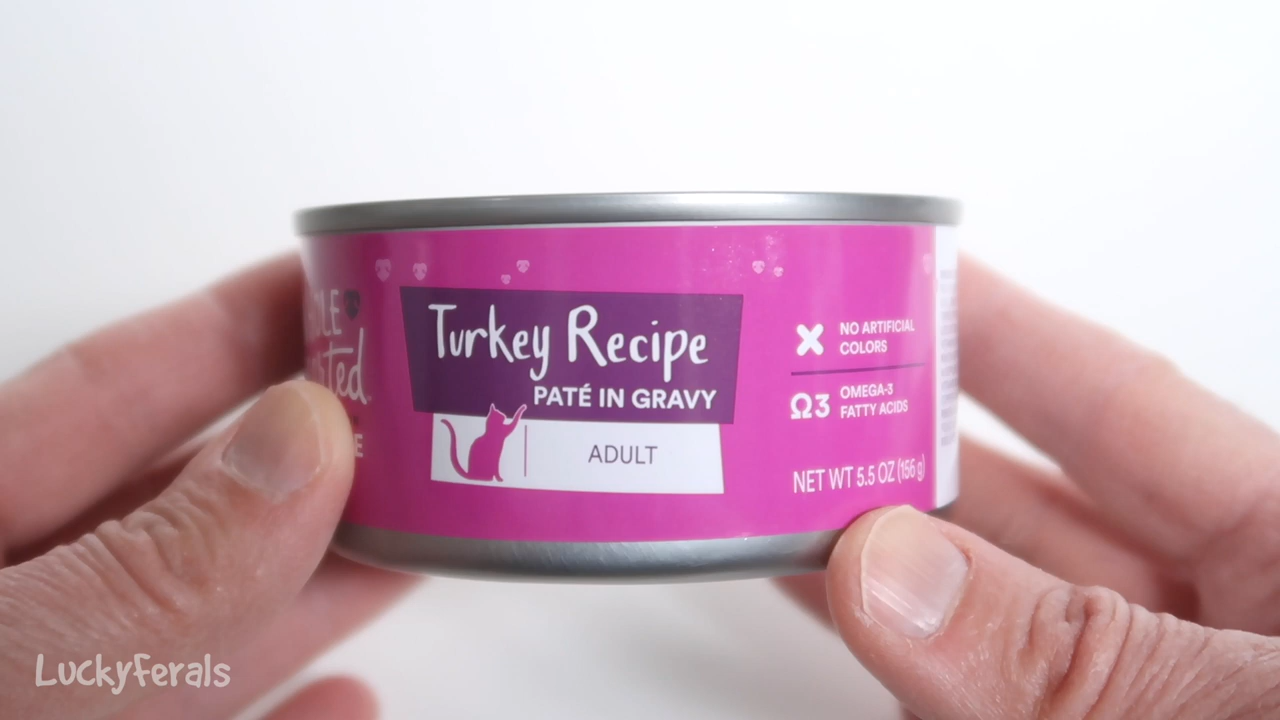 Turkey Recipe
PATÉ IN GRAVY
ADULT
NO ARTIFICIAL
COLORS
Ω3 OMEGA-3
FATTY ACIDS
NET WT 5.5 OZ (156 g)
LuckyFerals